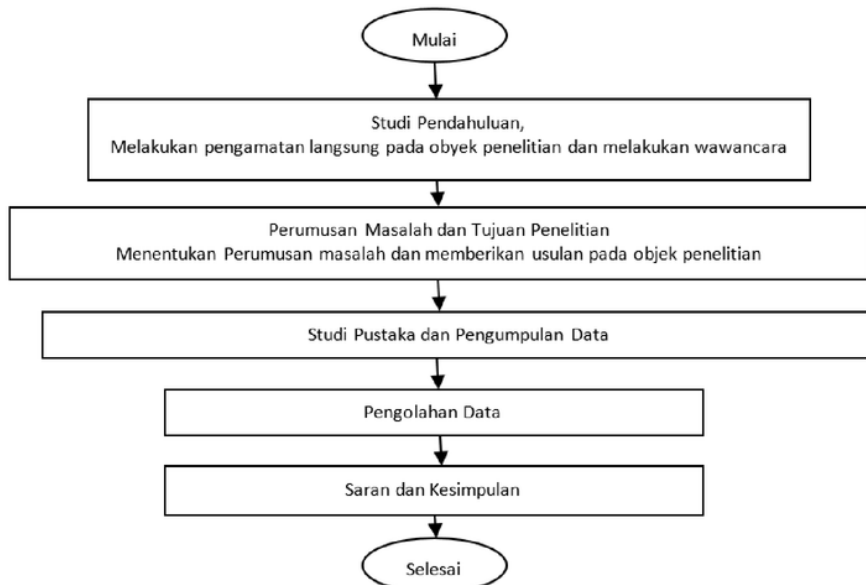 Mulai
Studi Pendahuluan,
Melakukan pengamatan langsung pada obyek penelitian dan melakukan wawancara
Perumusan Masalah dan Tujuan Penelitian
Menentukan Perumusan masalah dan memberikan usulan pada objek penelitian
Studi Pustaka dan Pengumpulan Data
Pengolahan Data
Saran dan Kesimpulan
Selesai